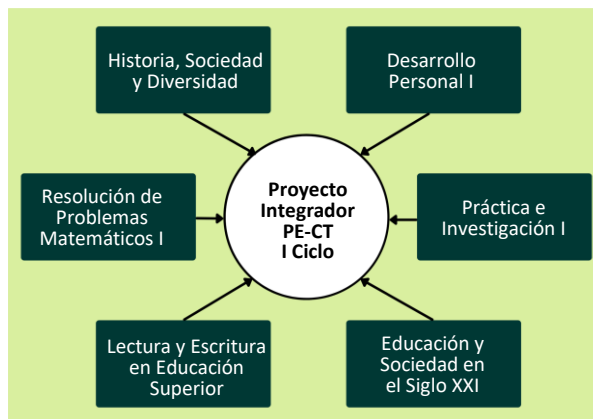 Historia, Sociedad
y Diversidad
Desarrollo
Personal I
Resolución de
Problemas
Matemáticos I
Proyecto
Integrador
PE-CT
I Ciclo
Práctica e
Investigación I
Lectura y Escritura
en Educación
Superior
Educación y
Sociedad en
el Siglo XXI